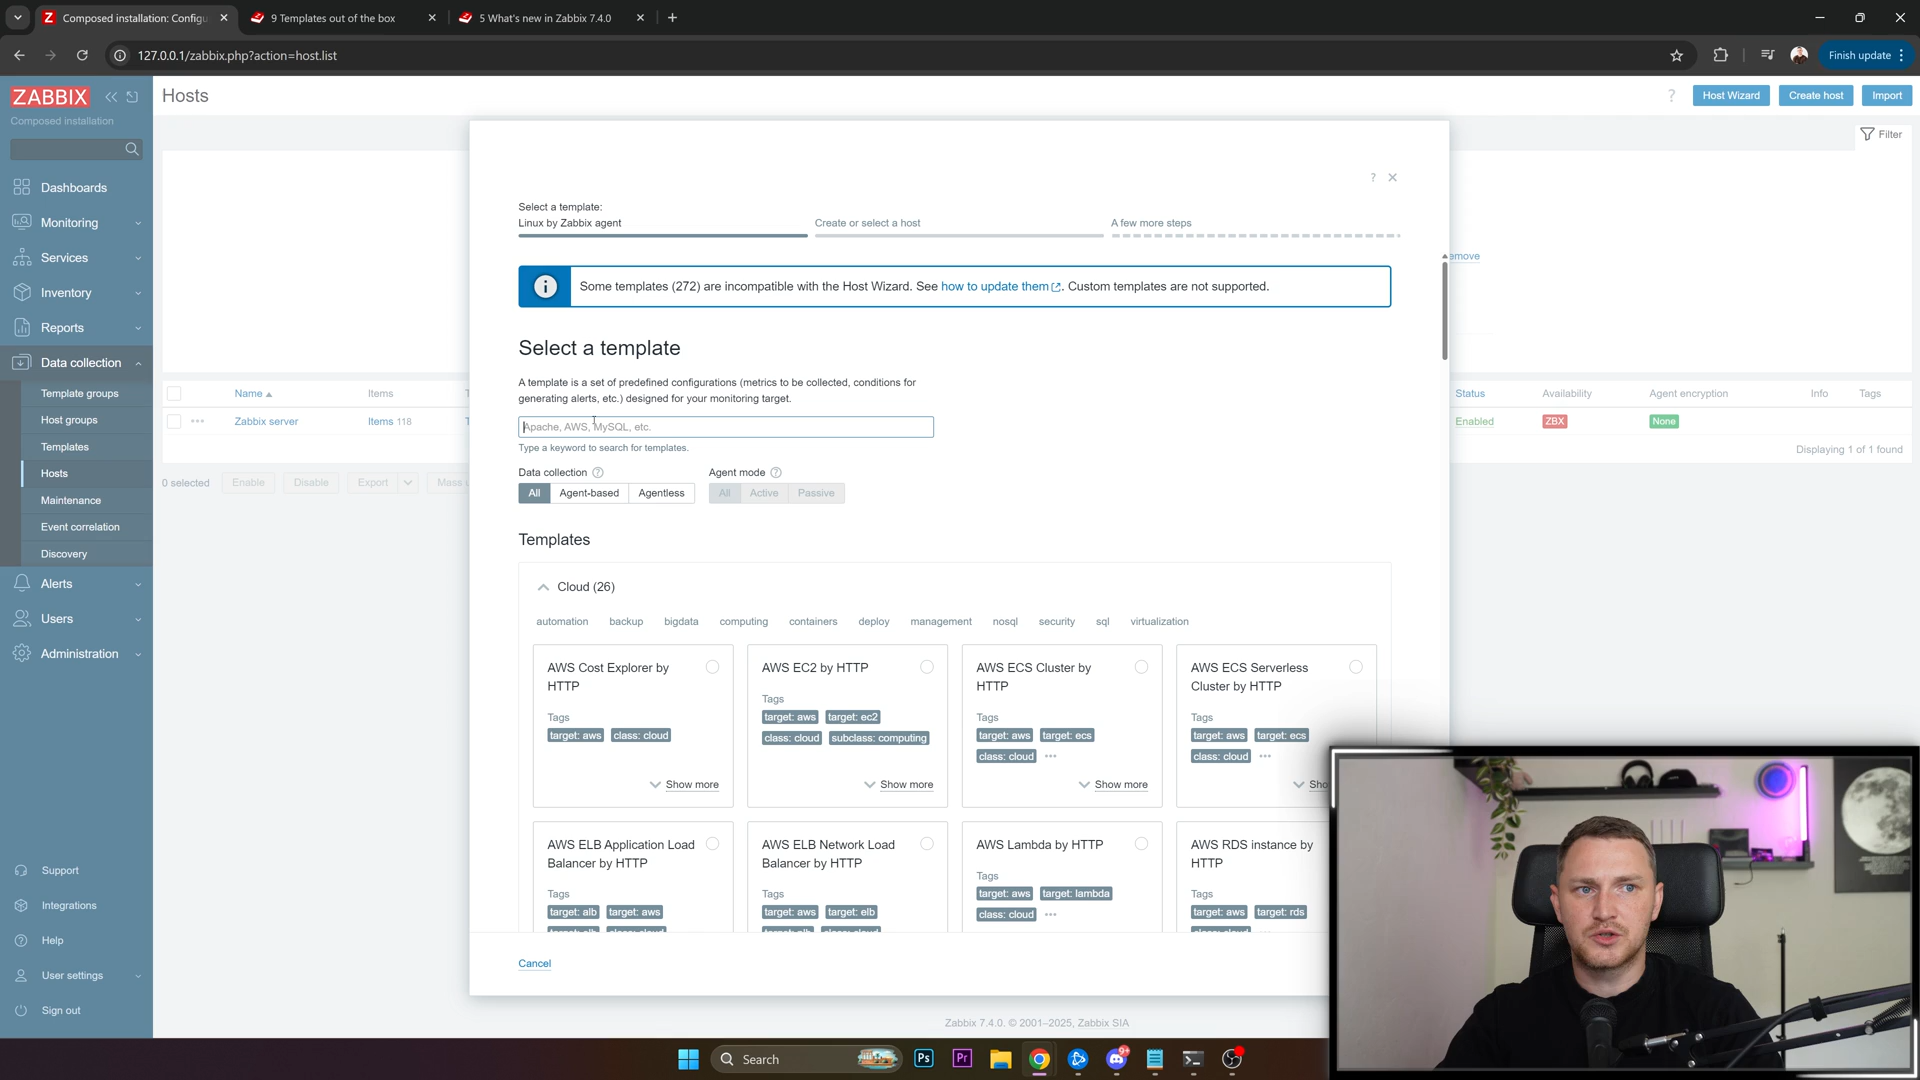 Composed installation: Configu
9 Templates out of the box
5 What's new in Zabbix 7.4.0
127.0.0.1/zabbix.php?action=host.list
Finish update
ZABBIX
Composed installation
Dashboards
Monitoring
Services
Inventory
Reports
Data collection
Template groups
Host groups
Templates
Hosts
Maintenance
Event correlation
Discovery
Alerts
Users
Administration
Support
Integrations
Help
User settings
Sign out
Hosts
? Host Wizard Create host Import
Filter
emove
Name Items T
Zabbix server Items 118 T
0 selected Enable Disable Export Mass u
Status Availability Agent encryption Info Tags
Enabled ZBX None
Displaying 1 of 1 found
?
Select a template:
Linux by Zabbix agent
Create or select a host
A few more steps
Some templates (272) are incompatible with the Host Wizard. See how to update them. Custom templates are not supported.
Select a template
A template is a set of predefined configurations (metrics to be collected, conditions for
generating alerts, etc.) designed for your monitoring target.
Apache, AWS, MySQL, etc.
Type a keyword to search for templates.
Data collection ? Agent mode ?
All Agent-based Agentless All Active Passive
Templates
Cloud (26)
automation backup bigdata computing containers deploy management nosql security sql virtualization
AWS Cost Explorer by
HTTP
Tags
target: aws class: cloud
Show more
AWS EC2 by HTTP
Tags
target: aws target: ec2
class: cloud subclass: computing
Show more
AWS ECS Cluster by
HTTP
Tags
target: aws target: ecs
class: cloud •••
Show more
AWS ECS Serverless
Cluster by HTTP
Tags
target: aws target: ecs
class: cloud •••
Sho
AWS ELB Application Load
Balancer by HTTP
Tags
target: alb target: aws
AWS ELB Network Load
Balancer by HTTP
Tags
target: aws target: elb
AWS Lambda by HTTP
Tags
target: aws target: lambda
class: cloud •••
AWS RDS instance by
HTTP
Tags
target: aws target: rds
Cancel
Zabbix 7.4.0. © 2001–2025, Zabbix SIA
Search
Ps
Pr
9+